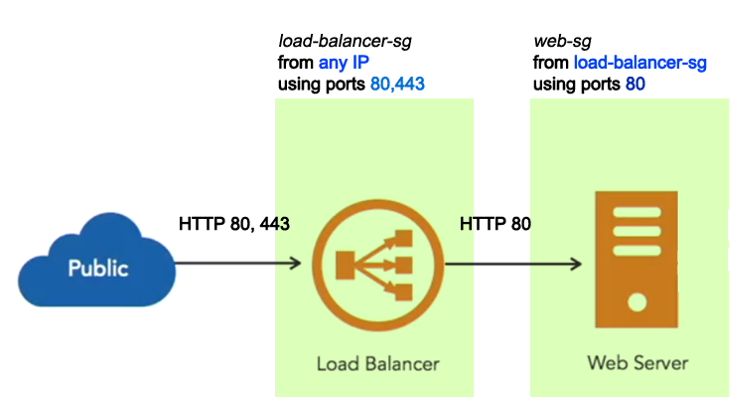 load-balancer-sg
from any IP
using ports 80,443
web-sg
from load-balancer-sg
using ports 80
HTTP 80, 443
HTTP 80
Public
Load Balancer
Web Server